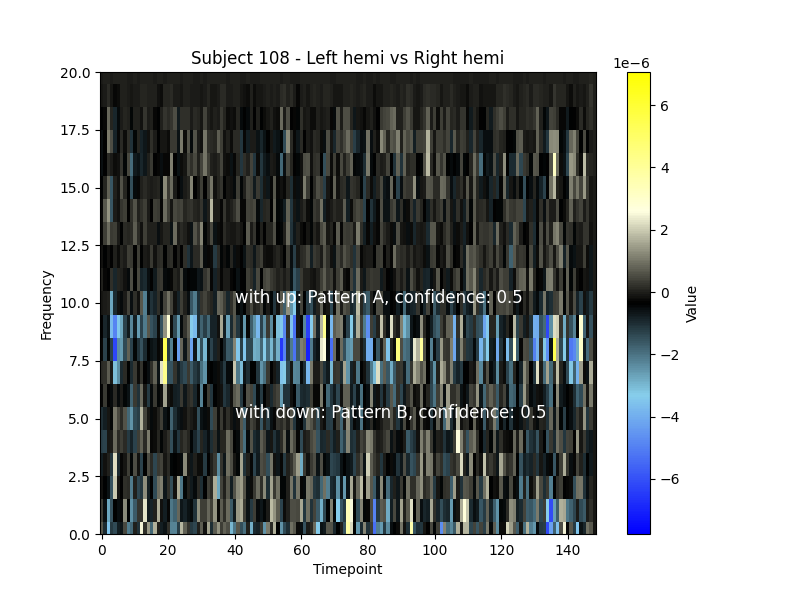 Subject 108 - Left hemi vs Right hemi
1e−6
20.0
17.5
15.0
12.5
10.0
7.5
5.0
2.5
0.0
Frequency
with up: Pattern A, confidence: 0.5
with down: Pattern B, confidence: 0.5
0 20 40 60 80 100 120 140
Timepoint
6
4
2
0
−2
−4
−6
Value